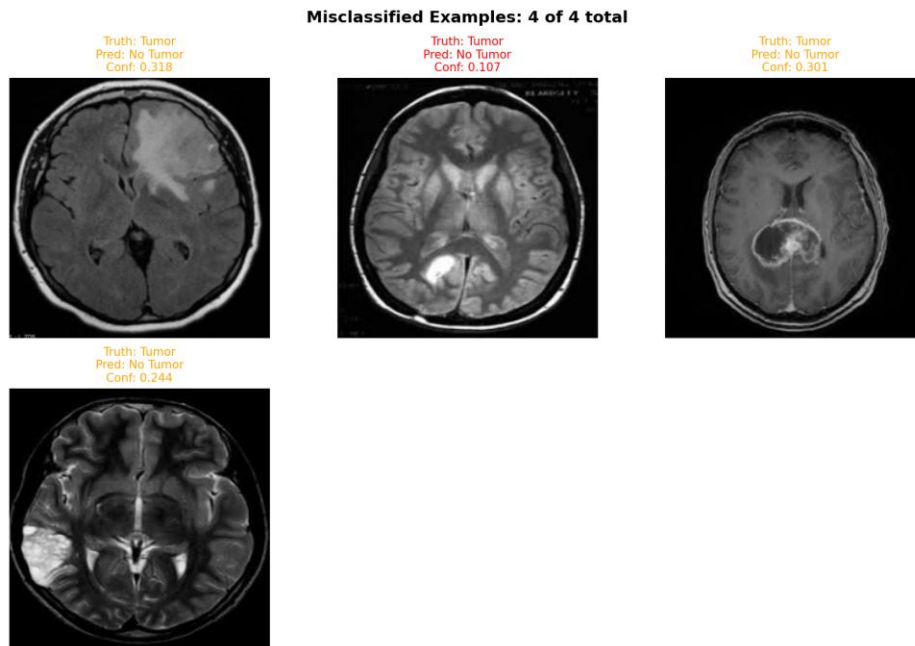 Misclassified Examples: 4 of 4 total
Truth: Tumor
Pred: No Tumor
Conf: 0.318
Truth: Tumor
Pred: No Tumor
Conf: 0.107
Truth: Tumor
Pred: No Tumor
Conf: 0.301
Truth: Tumor
Pred: No Tumor
Conf: 0.244